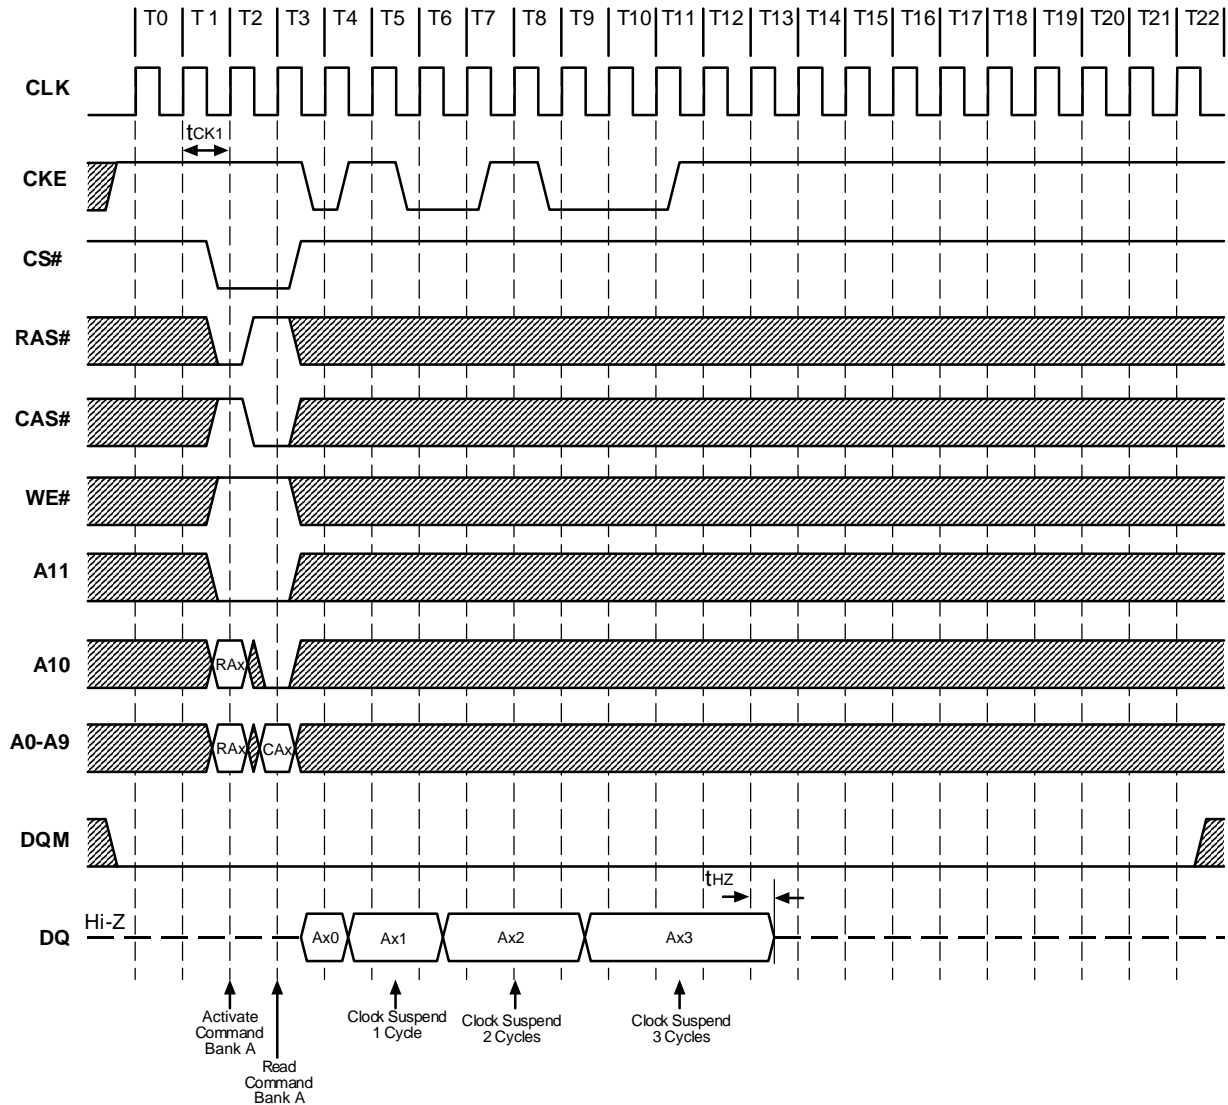 T0 T 1 T2 T3 T4 T5 T6 T7 T8 T9 T10 T11 T12 T13 T14 T15 T16 T17 T18 T19 T20 T21 T22
CLK
tCK1
CKE
CS#
RAS#
CAS#
WE#
A11
A10
RAx
A0-A9
RAx CAx
DQM
tHZ
Hi-Z
DQ
Ax0 Ax1 Ax2 Ax3
Activate
Command
Bank A
Read
Command
Bank A
Clock Suspend
1 Cycle
Clock Suspend
2 Cycles
Clock Suspend
3 Cycles